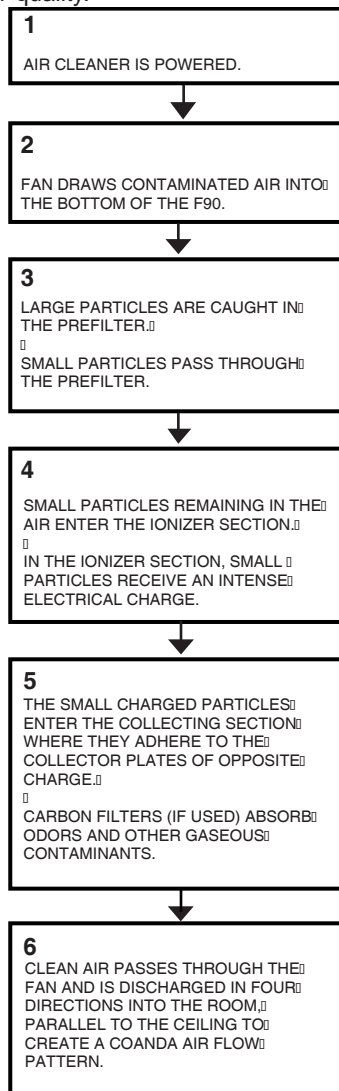 quality.
1
AIR CLEANER IS POWERED.
2
FAN DRAWS CONTAMINATED AIR INTO
THE BOTTOM OF THE F90.
3
LARGE PARTICLES ARE CAUGHT IN
THE PREFILTER.
SMALL PARTICLES PASS THROUGH
THE PREFILTER.
4
SMALL PARTICLES REMAINING IN THE
AIR ENTER THE IONIZER SECTION.
IN THE IONIZER SECTION, SMALL
PARTICLES RECEIVE AN INTENSE
ELECTRICAL CHARGE.
5
THE SMALL CHARGED PARTICLES
ENTER THE COLLECTING SECTION
WHERE THEY ADHERE TO THE
COLLECTOR PLATES OF OPPOSITE
CHARGE.
CARBON FILTERS (IF USED) ABSORB
ODORS AND OTHER GASEOUS
CONTAMINANTS.
6
CLEAN AIR PASSES THROUGH THE
FAN AND IS DISCHARGED IN FOUR
DIRECTIONS INTO THE ROOM,
PARALLEL TO THE CEILING TO
CREATE A COANDA AIR FLOW
PATTERN.